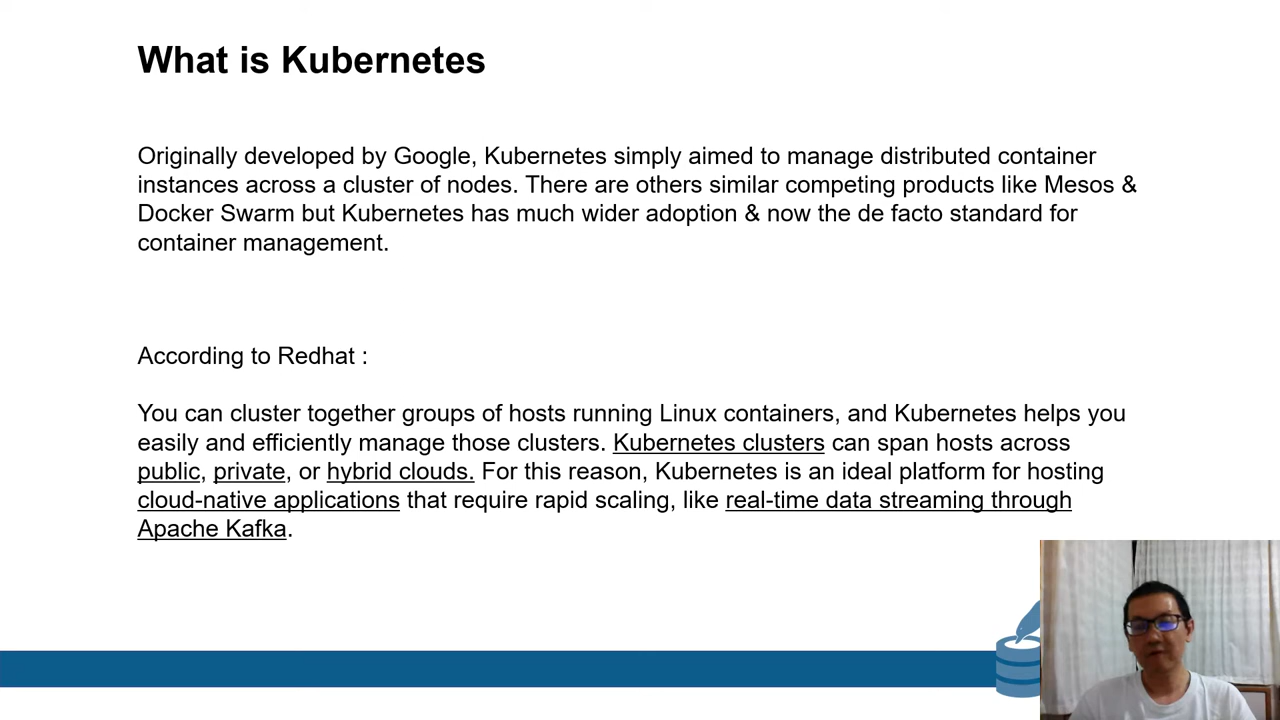 What is Kubernetes
Originally developed by Google, Kubernetes simply aimed to manage distributed container
instances across a cluster of nodes. There are others similar competing products like Mesos &
Docker Swarm but Kubernetes has much wider adoption & now the de facto standard for
container management.
According to Redhat :
You can cluster together groups of hosts running Linux containers, and Kubernetes helps you
easily and efficiently manage those clusters. Kubernetes clusters can span hosts across
public, private, or hybrid clouds. For this reason, Kubernetes is an ideal platform for hosting
cloud-native applications that require rapid scaling, like real-time data streaming through
Apache Kafka.